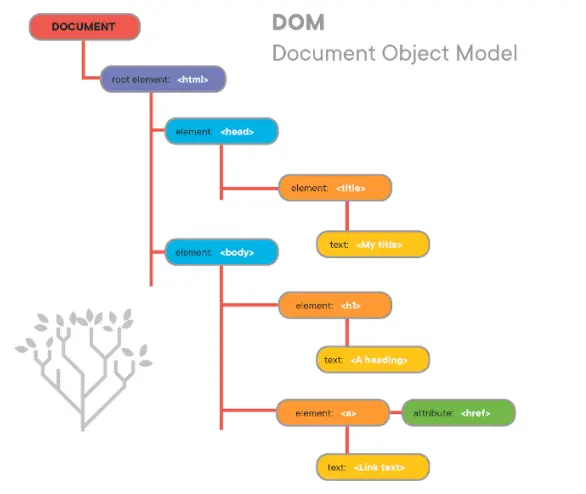 DOCUMENT
DOM
Document Object Model
root element: <html>
element: <head>
element: <title>
text: <My title>
element: <body>
element: <h1>
text: <A heading>
element: <a>
attribute: <href>
text: <Link text>